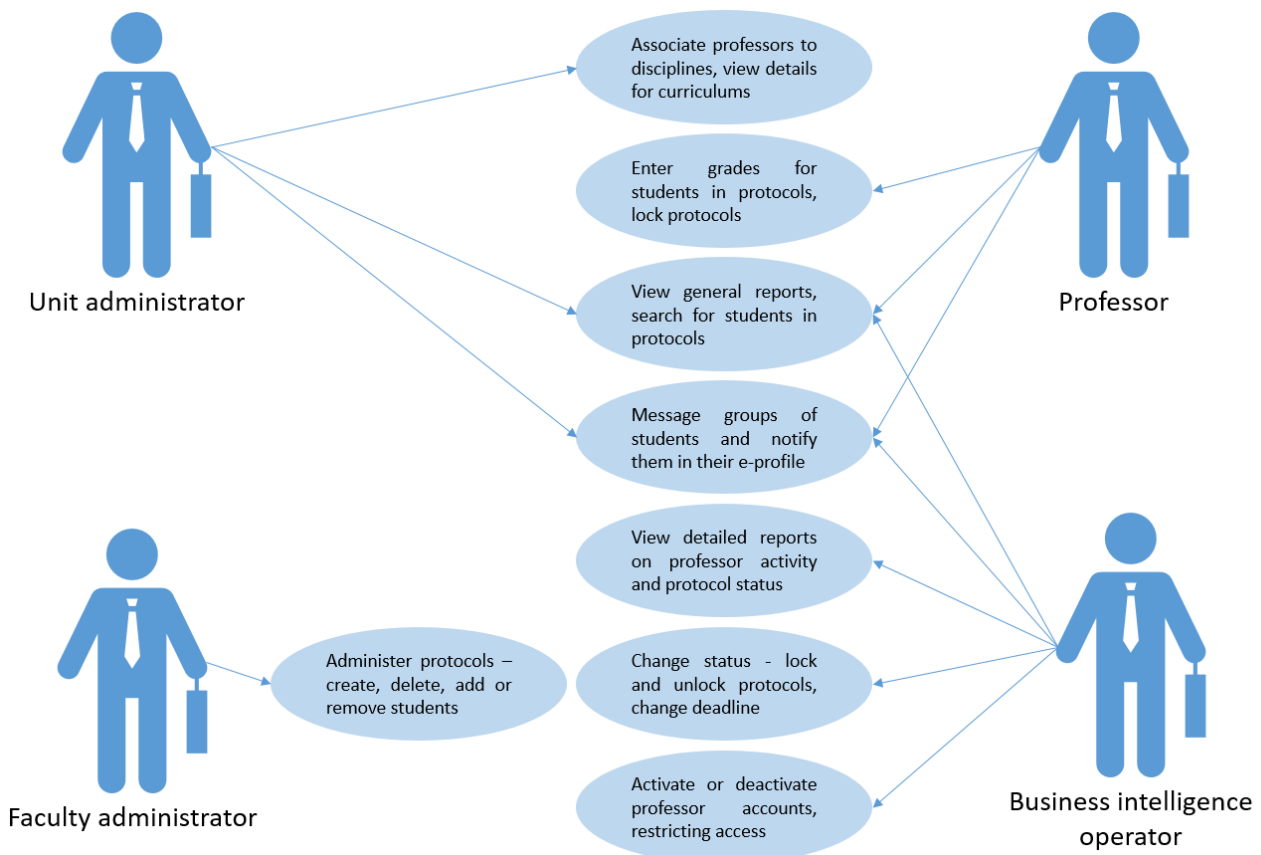 Associate professors to
disciplines, view details
for curriculums
Enter grades for
students in protocols,
lock protocols
Unit administrator
View general reports,
search for students in
protocols
Professor
Message groups of
students and notify
them in their e-profile
View detailed reports
on professor activity
and protocol status
Administer protocols –
create, delete, add or
remove students
Change status - lock
and unlock protocols,
change deadline
Faculty administrator
Activate or deactivate
professor accounts,
restricting access
Business intelligence
operator